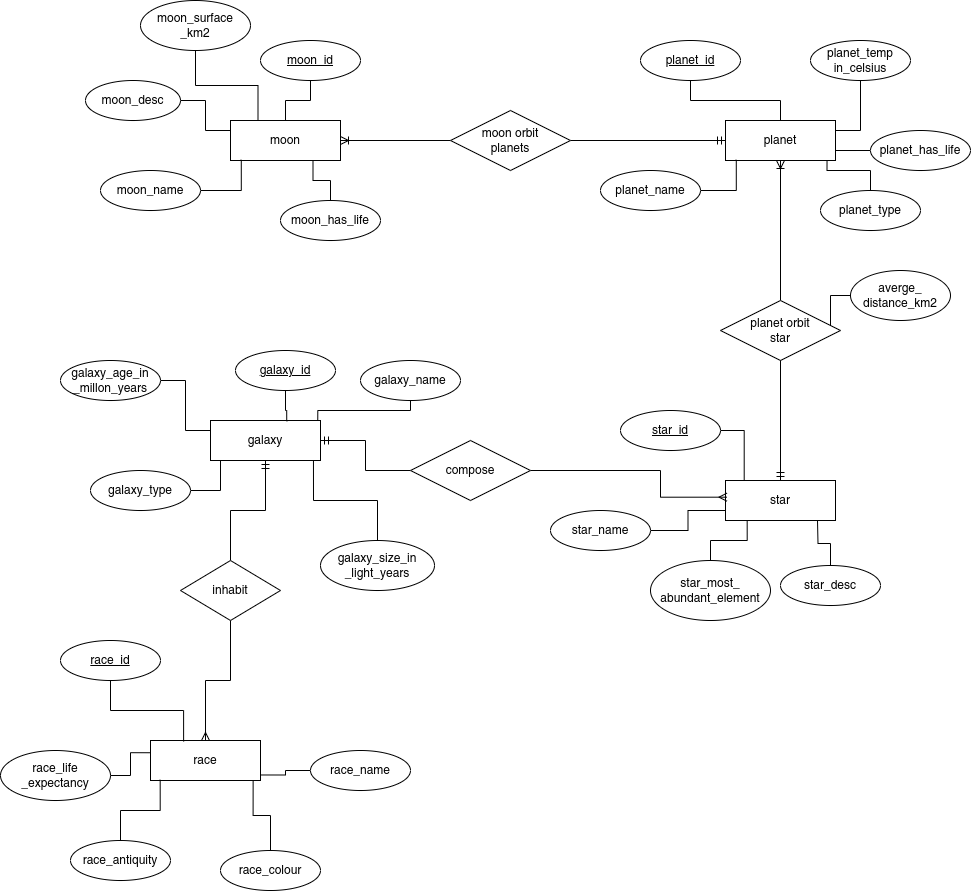 moon_surface
_km2
moon_id
planet_id
planet_temp
in_celsius
moon_desc
moon
moon orbit
planets
planet
planet_has_life
moon_name
moon_has_life
planet_name
planet_type
averge_
distance_km2
planet orbit
star
galaxy_age_in
_millon_years
galaxy_id
galaxy_name
star_id
galaxy
compose
star
galaxy_type
star_name
galaxy_size_in
_light_years
inhabit
star_most_
abundant_element
star_desc
race_id
race
race_life
_expectancy
race_name
race_antiquity
race_colour